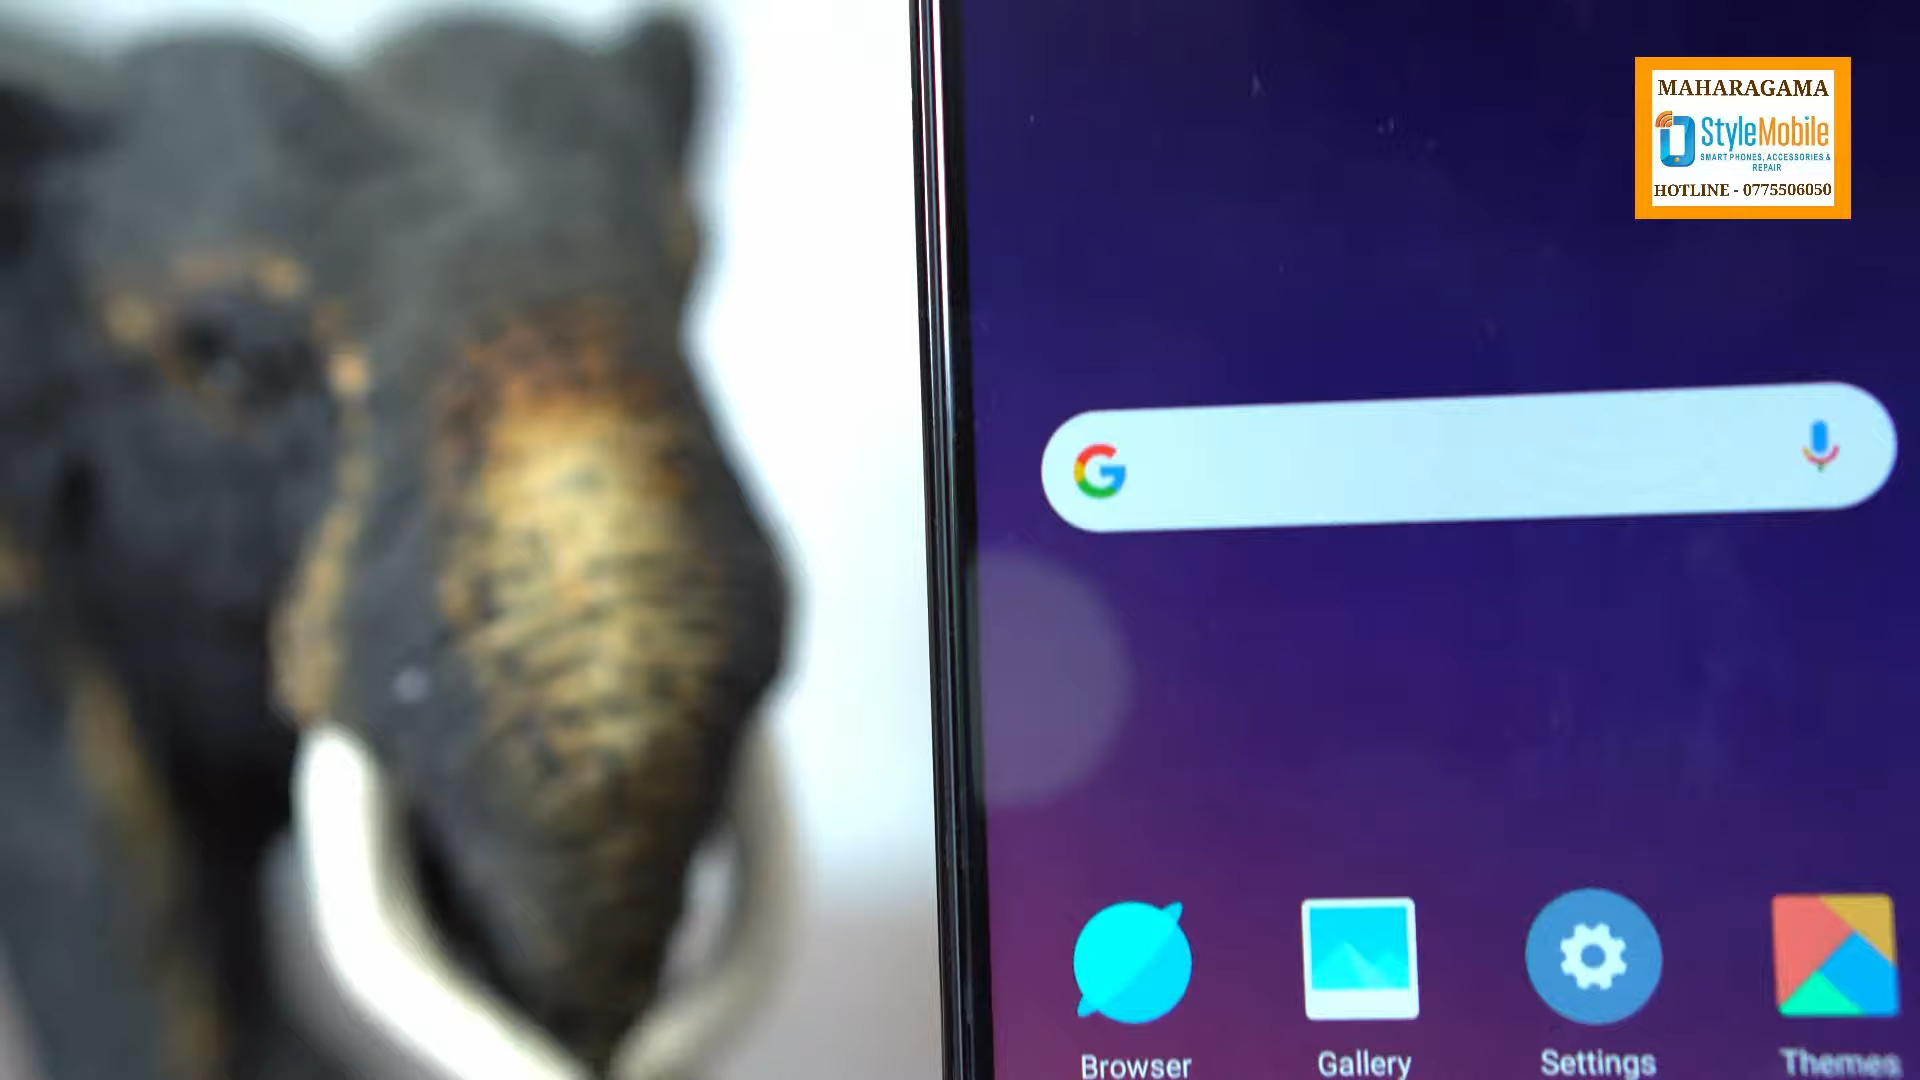 MAHARAGAMA
StyleMobile
SMART PHONES, ACCESSORIES &
REPAIR
HOTLINE - 0775506050
G
Browser
Gallery
Settings
Themes